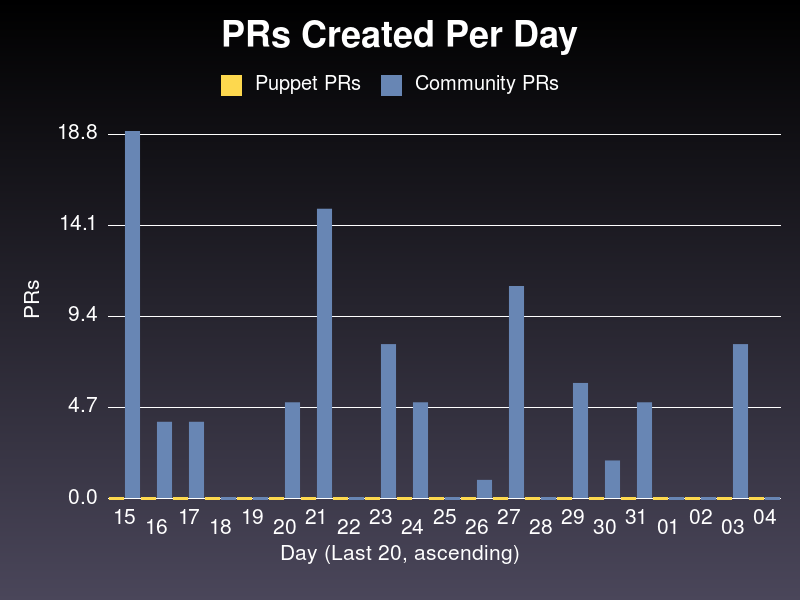 PRs Created Per Day
Puppet PRs Community PRs
18.8
14.1
9.4
4.7
0.0
PRs
15 16 17 18 19 20 21 22 23 24 25 26 27 28 29 30 31 01 02 03 04
Day (Last 20, ascending)